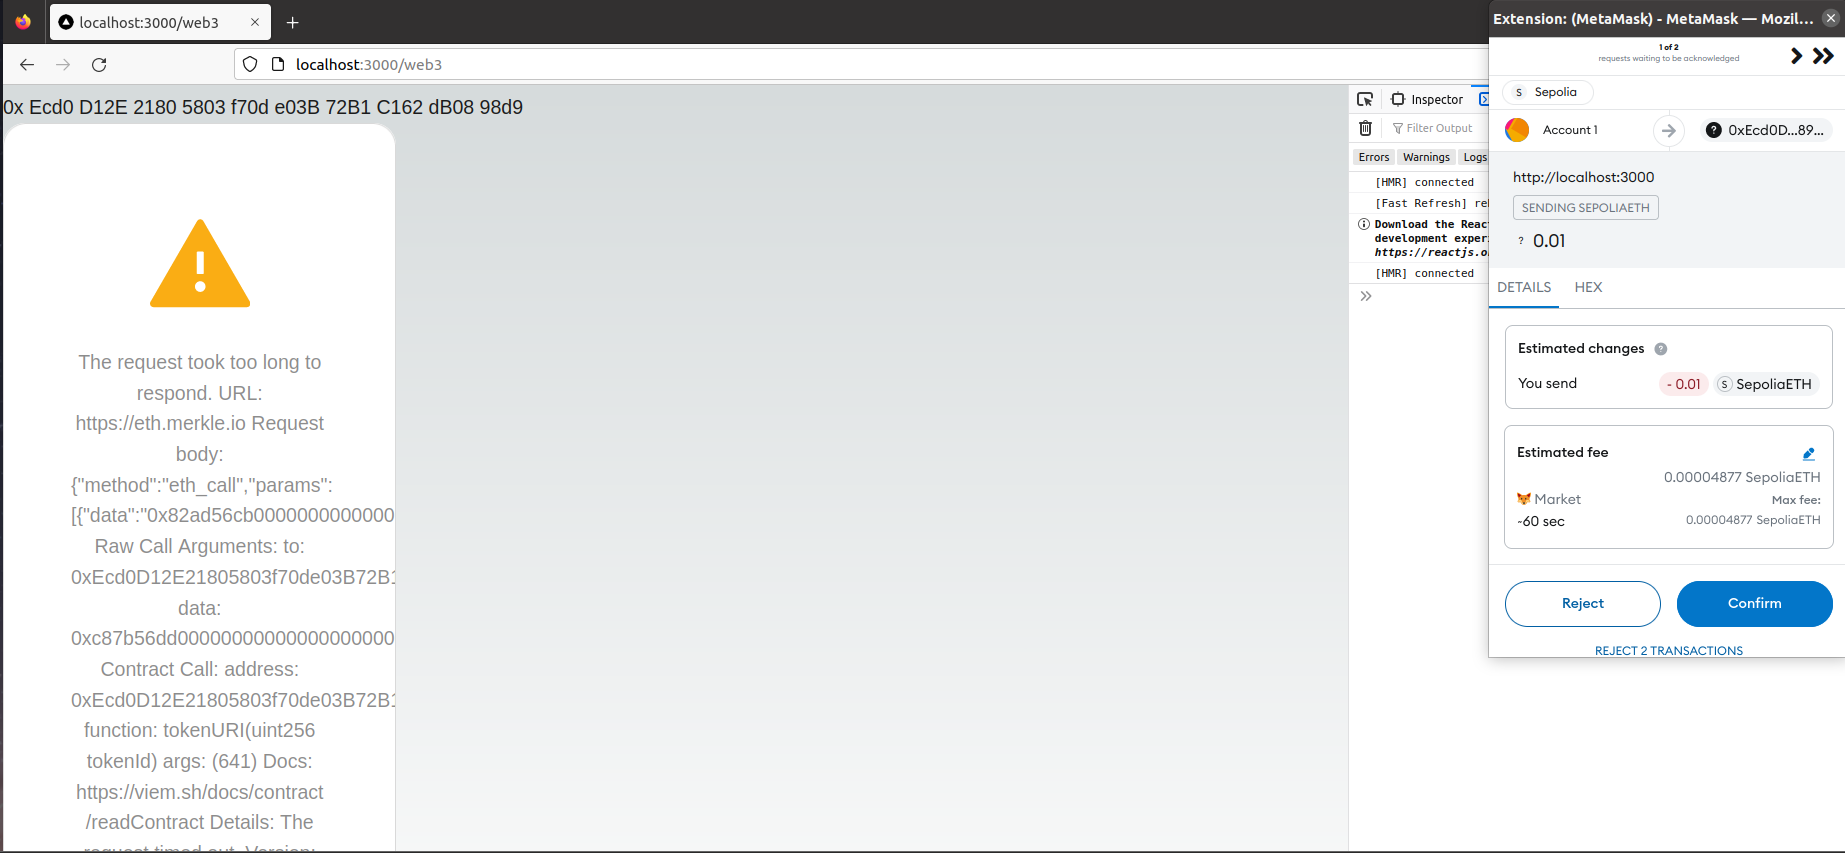 localhost:3000/web3
localhost:3000/web3
0x Ecd0 D12E 2180 5803 f70d e03B 72B1 C162 dB08 98d9
The request took too long to
respond. URL:
https://eth.merkle.io Request
body:
{"method":"eth_call","params":
[{"data":"0x82ad56cb0000000000000
Raw Call Arguments: to:
0xEcd0D12E21805803f70de03B72B1
data:
0xc87b56dd00000000000000000000
Contract Call: address:
0xEcd0D12E21805803f70de03B72B1
function: tokenURI(uint256
tokenId) args: (641) Docs:
https://viem.sh/docs/contract
/readContract Details: The
request timed out. Version:
Inspector
Filter Output
Errors Warnings Logs
[HMR] connected
[Fast Refresh] re
Download the Reac
development exper
https://reactjs.o
[HMR] connected
Extension: (MetaMask) - MetaMask — Mozil...
1 of 2
requests waiting to be acknowledged
S Sepolia
Account 1 ? 0xEcd0D...89...
http://localhost:3000
SENDING SEPOLIAETH
? 0.01
DETAILS HEX
Estimated changes ?
You send - 0.01 S SepoliaETH
Estimated fee
0.00004877 SepoliaETH
Market Max fee:
~60 sec 0.00004877 SepoliaETH
Reject Confirm
REJECT 2 TRANSACTIONS